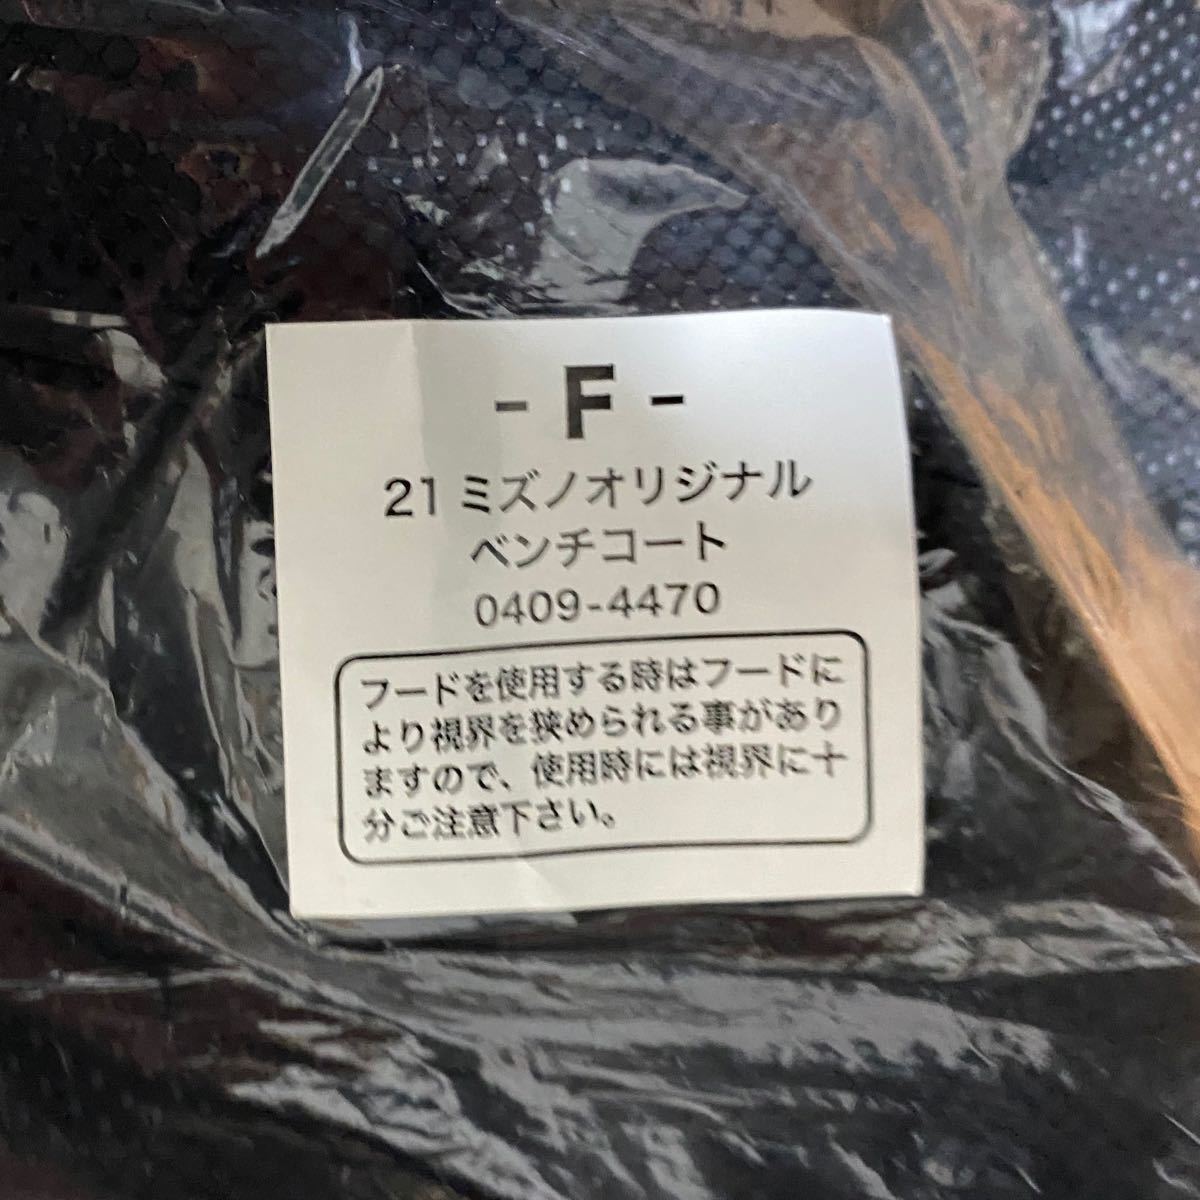 - F -
21 ミズノオリジナル
ベンチコート
0409-4470
フードを使用する時はフードに
より視界を狭められる事があり
ますので、使用時には視界に十
分ご注意下さい。